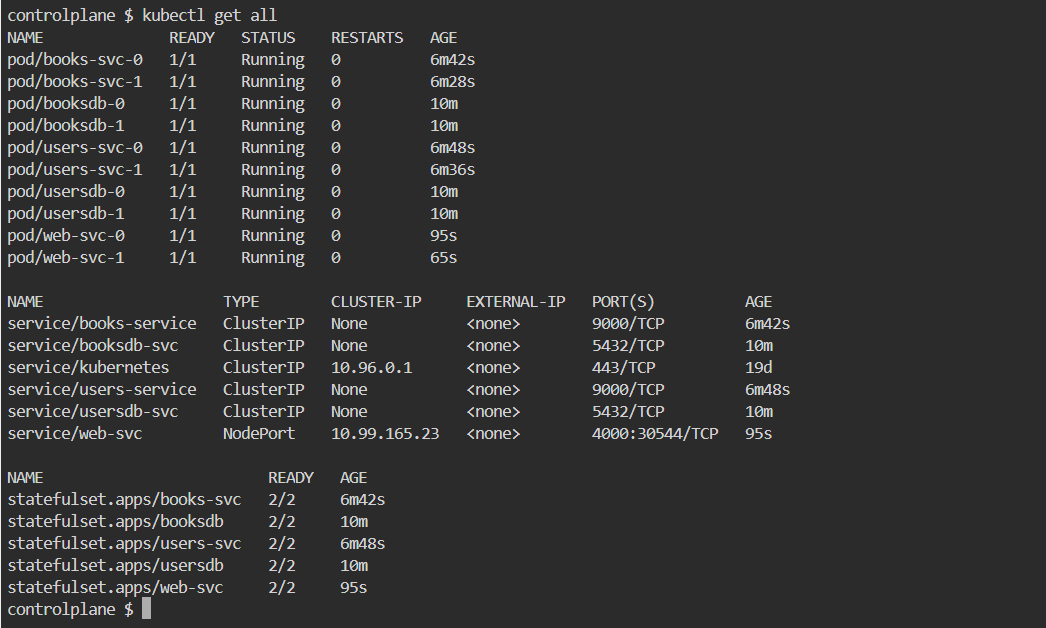 controlplane $ kubectl get all
NAME              READY   STATUS    RESTARTS   AGE
pod/books-svc-0   1/1     Running   0          6m42s
pod/books-svc-1   1/1     Running   0          6m28s
pod/booksdb-0     1/1     Running   0          10m
pod/booksdb-1     1/1     Running   0          10m
pod/users-svc-0   1/1     Running   0          6m48s
pod/users-svc-1   1/1     Running   0          6m36s
pod/usersdb-0     1/1     Running   0          10m
pod/usersdb-1     1/1     Running   0          10m
pod/web-svc-0     1/1     Running   0          95s
pod/web-svc-1     1/1     Running   0          65s

NAME                    TYPE        CLUSTER-IP     EXTERNAL-IP   PORT(S)          AGE
service/books-service   ClusterIP   None           <none>        9000/TCP         6m42s
service/booksdb-svc     ClusterIP   None           <none>        5432/TCP         10m
service/kubernetes      ClusterIP   10.96.0.1      <none>        443/TCP          19d
service/users-service   ClusterIP   None           <none>        9000/TCP         6m48s
service/usersdb-svc     ClusterIP   None           <none>        5432/TCP         10m
service/web-svc         NodePort    10.99.165.23   <none>        4000:30544/TCP   95s

NAME                         READY   AGE
statefulset.apps/books-svc   2/2     6m42s
statefulset.apps/booksdb     2/2     10m
statefulset.apps/users-svc   2/2     6m48s
statefulset.apps/usersdb     2/2     10m
statefulset.apps/web-svc     2/2     95s
controlplane $